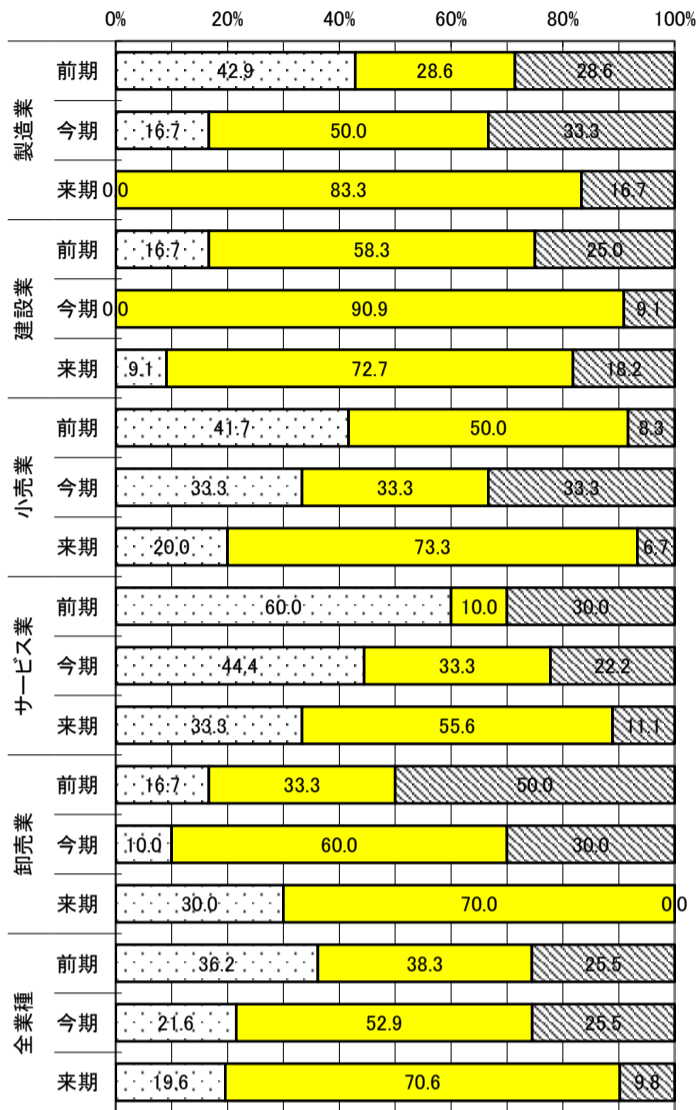 0% 20% 40% 60% 80% 100%
製造業
前期 42.9 28.6 28.6
今期 16.7 50.0 33.3
来期 0.0 83.3 16.7
建設業
前期 16.7 58.3 25.0
今期 0.0 90.9 9.1
来期 9.1 72.7 18.2
小売業
前期 41.7 50.0 8.3
今期 33.3 33.3 33.3
来期 20.0 73.3 6.7
サービス業
前期 60.0 10.0 30.0
今期 44.4 33.3 22.2
来期 33.3 55.6 11.1
卸売業
前期 16.7 33.3 50.0
今期 10.0 60.0 30.0
来期 30.0 70.0 0.0
全業種
前期 36.2 38.3 25.5
今期 21.6 52.9 25.5
来期 19.6 70.6 9.8